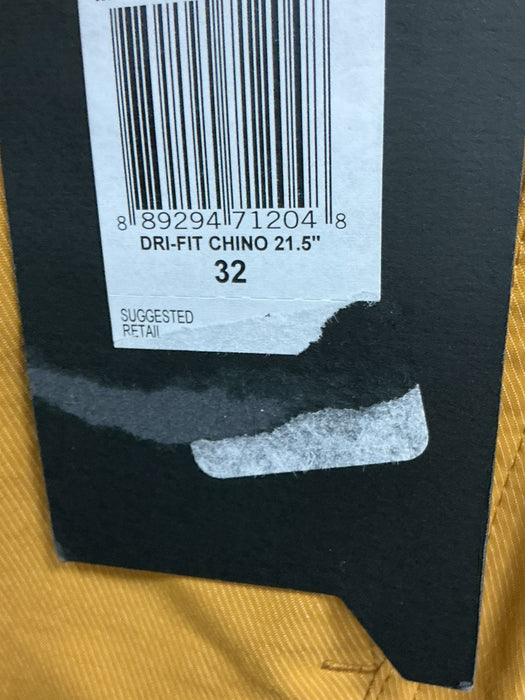 8 89294 71204 8
DRI-FIT CHINO 21.5"
32
SUGGESTED
RETAIL